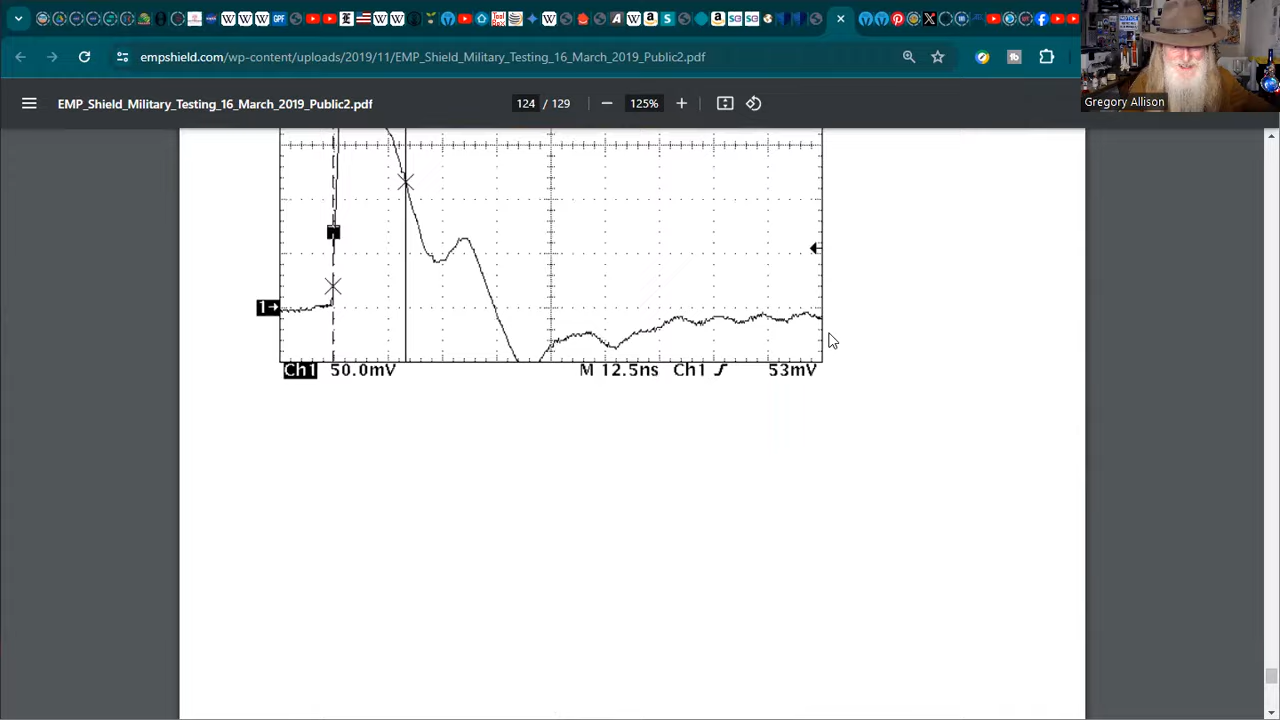 empshield.com/wp-content/uploads/2019/11/EMP_Shield_Military_Testing_16_March_2019_Public2.pdf
EMP_Shield_Military_Testing_16_March_2019_Public2.pdf
124 / 129
125%
Gregory Allison
1→
Ch1 50.0mV M 12.5ns Ch1 53mV